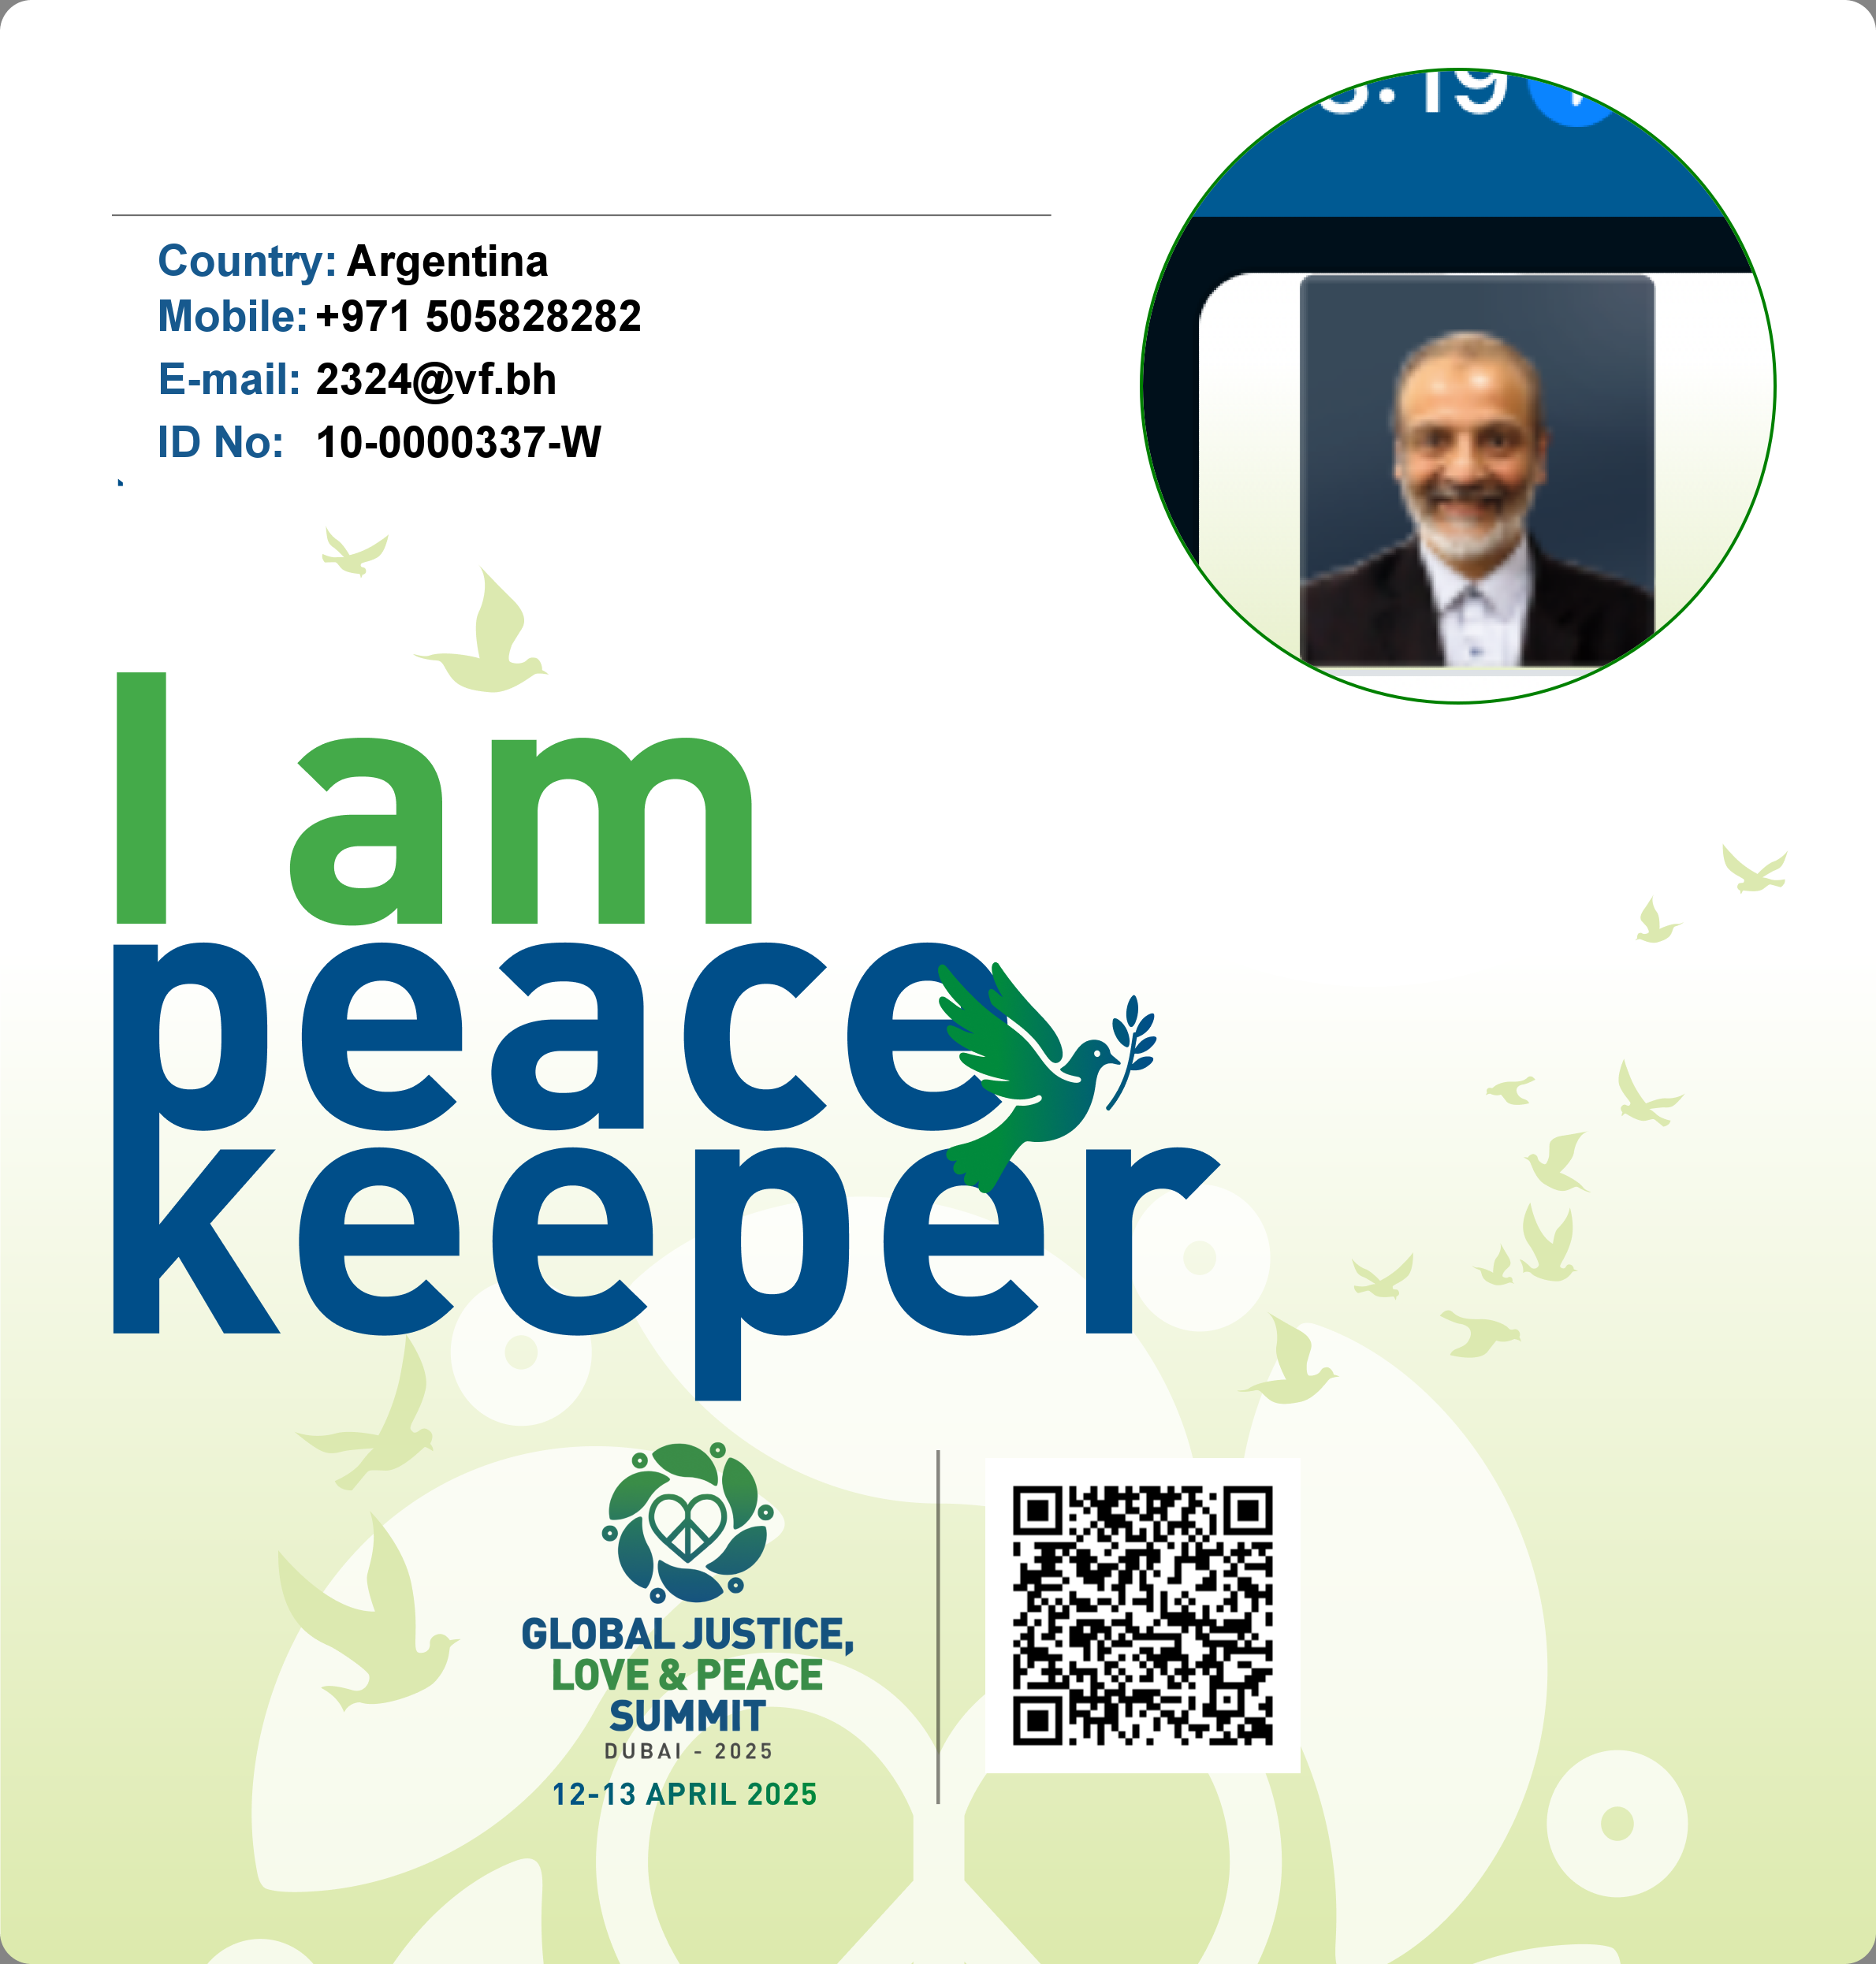 Country: Argentina
Mobile: +971 505828282
E-mail: 2324@vf.bh
ID No: 10-0000337-W
I am
peace
keeper
GLOBAL JUSTICE,
LOVE & PEACE
SUMMIT
DUBAI - 2025
12-13 APRIL 2025